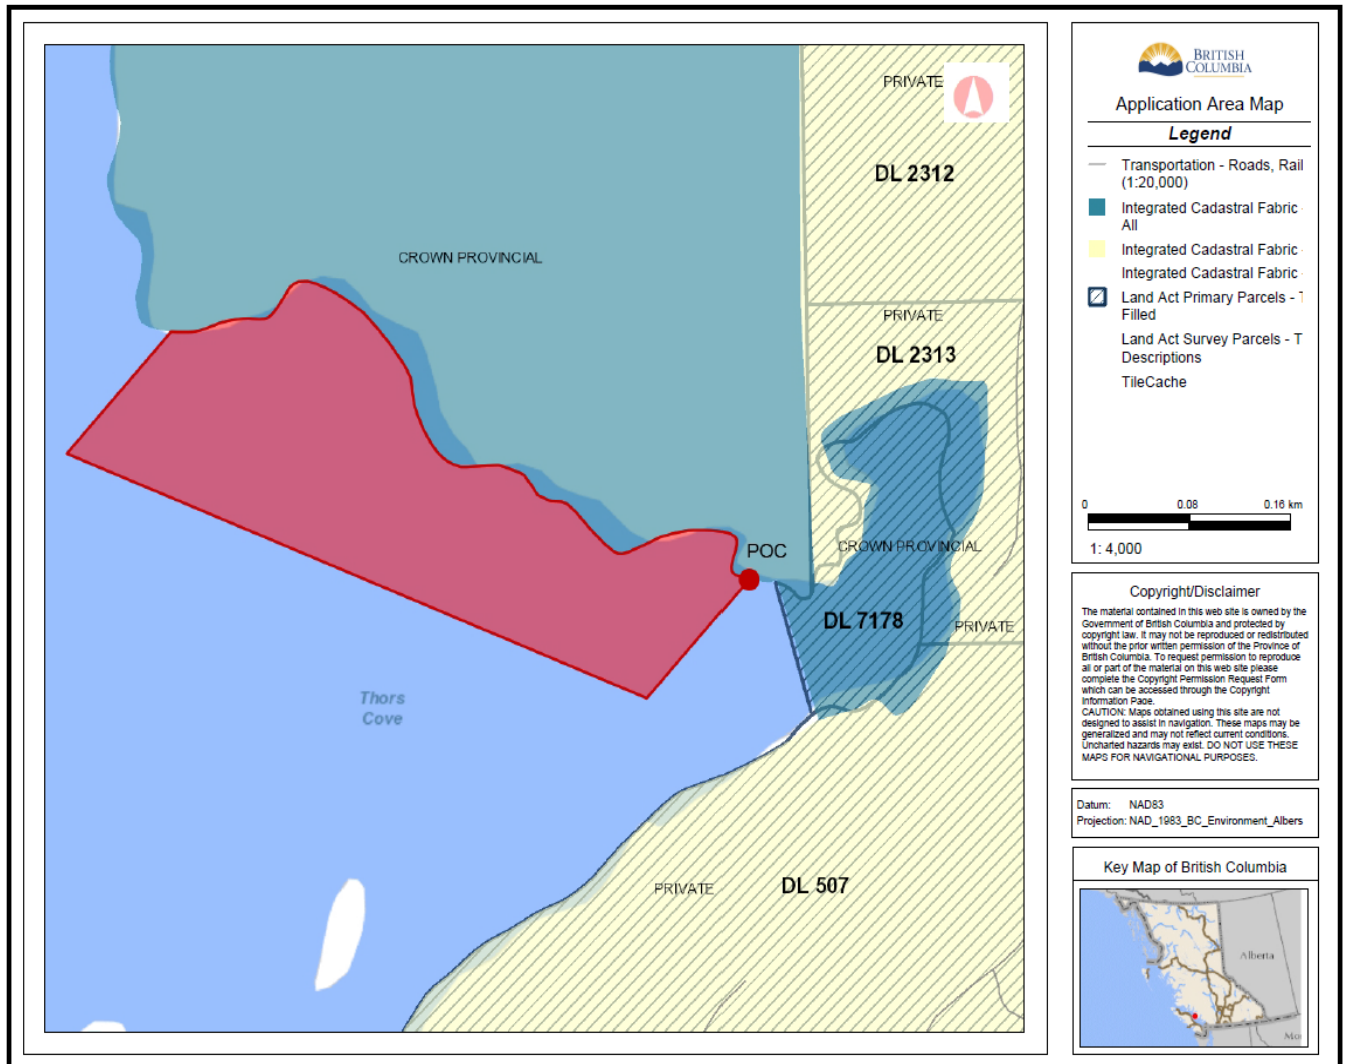 PRIVATE
DL 2312
CROWN PROVINCIAL
PRIVATE
DL 2313
POC
CROWN PROVINCIAL
DL 7178
PRIVATE
Thors
Cove
PRIVATE
DL 507
BRITISH
COLUMBIA
Application Area Map
Legend
Transportation - Roads, Rail
(1:20,000)
Integrated Cadastral Fabric -
All
Integrated Cadastral Fabric -
Integrated Cadastral Fabric -
Land Act Primary Parcels - T
Filled
Land Act Survey Parcels - T
Descriptions
TileCache
0 0.08 0.16 km
1: 4,000
Copyright/Disclaimer
The material contained in this web site is owned by the
Government of British Columbia and protected by
copyright law. It may not be reproduced or redistributed
without the prior written permission of the Province of
British Columbia. To request permission to reproduce
all or part of the material on this web site please
complete the Copyright Permission Request Form
which can be accessed through the Copyright
Information Page.
CAUTION: Maps obtained using this site are not
designed to assist in navigation. These maps may be
generalized and may not reflect current conditions.
Uncharted hazards may exist. DO NOT USE THESE
MAPS FOR NAVIGATIONAL PURPOSES.
Datum: NAD83
Projection: NAD_1983_BC_Environment_Albers
Key Map of British Columbia
Alberta
Mo